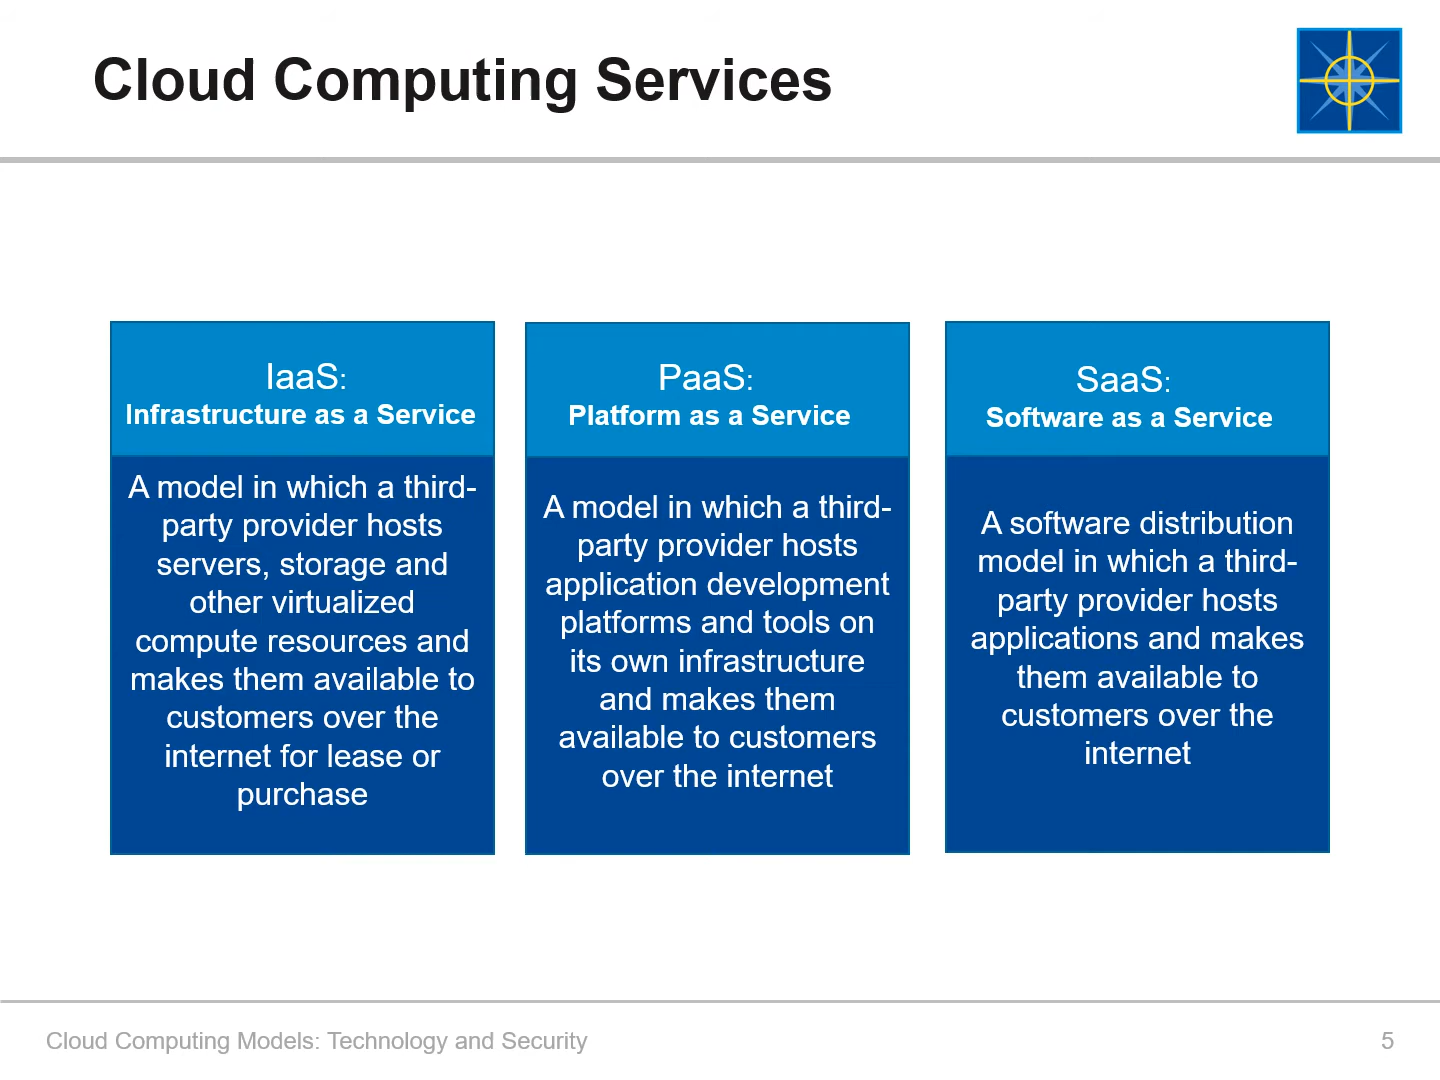 Cloud Computing Services
IaaS:
Infrastructure as a Service
A model in which a third-
party provider hosts
servers, storage and
other virtualized
compute resources and
makes them available to
customers over the
internet for lease or
purchase
PaaS:
Platform as a Service
A model in which a third-
party provider hosts
application development
platforms and tools on
its own infrastructure
and makes them
available to customers
over the internet
SaaS:
Software as a Service
A software distribution
model in which a third-
party provider hosts
applications and makes
them available to
customers over the
internet
Cloud Computing Models: Technology and Security
5